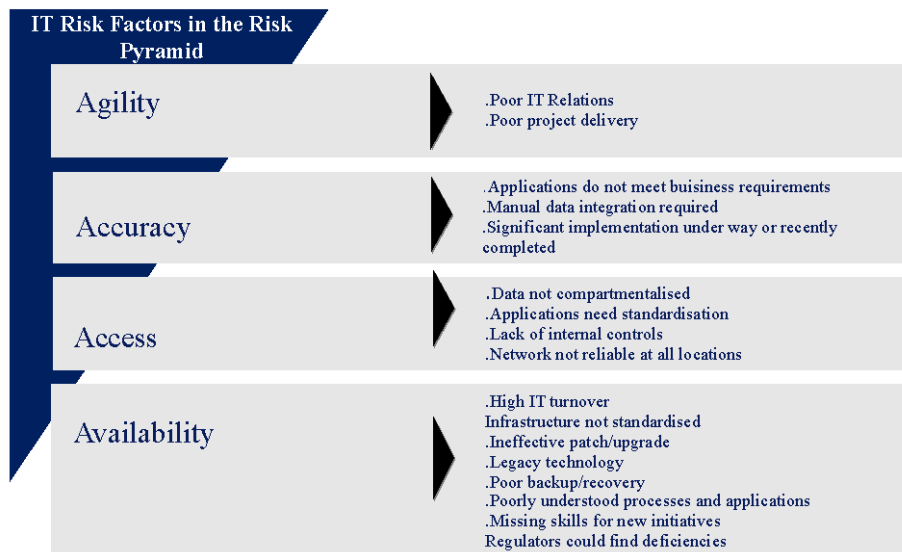 IT Risk Factors in the Risk
Pyramid
Agility
.Poor IT Relations
.Poor project delivery
Accuracy
.Applications do not meet buisiness requirements
.Manual data integration required
.Significant implementation under way or recently
completed
Access
.Data not compartmentalised
.Applications need standardisation
.Lack of internal controls
.Network not reliable at all locations
Availability
.High IT turnover
Infrastructure not standardised
.Ineffective patch/upgrade
.Legacy technology
.Poor backup/recovery
.Poorly understood processes and applications
.Missing skills for new initiatives
Regulators could find deficiencies